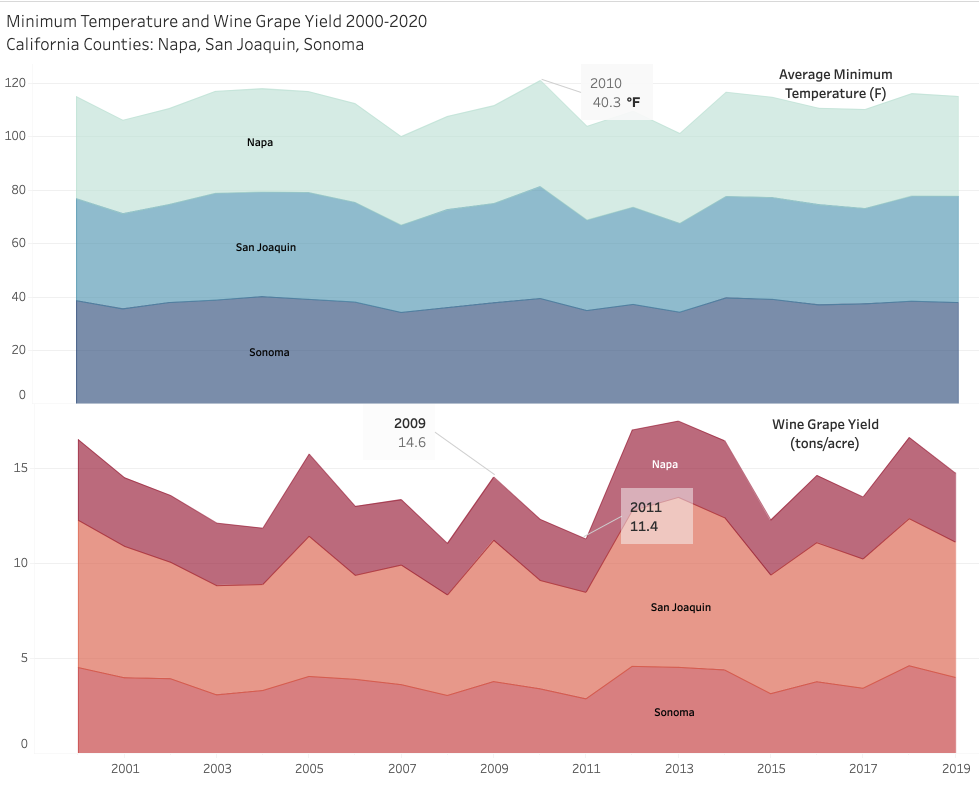 Minimum Temperature and Wine Grape Yield 2000-2020
California Counties: Napa, San Joaquin, Sonoma
Average Minimum
Temperature (F)
120
100
80
60
40
20
0
2010
40.3 °F
Napa
San Joaquin
Sonoma
Wine Grape Yield
(tons/acre)
15
10
5
0
2009
14.6
Napa
2011
11.4
San Joaquin
Sonoma
2001 2003 2005 2007 2009 2011 2013 2015 2017 2019